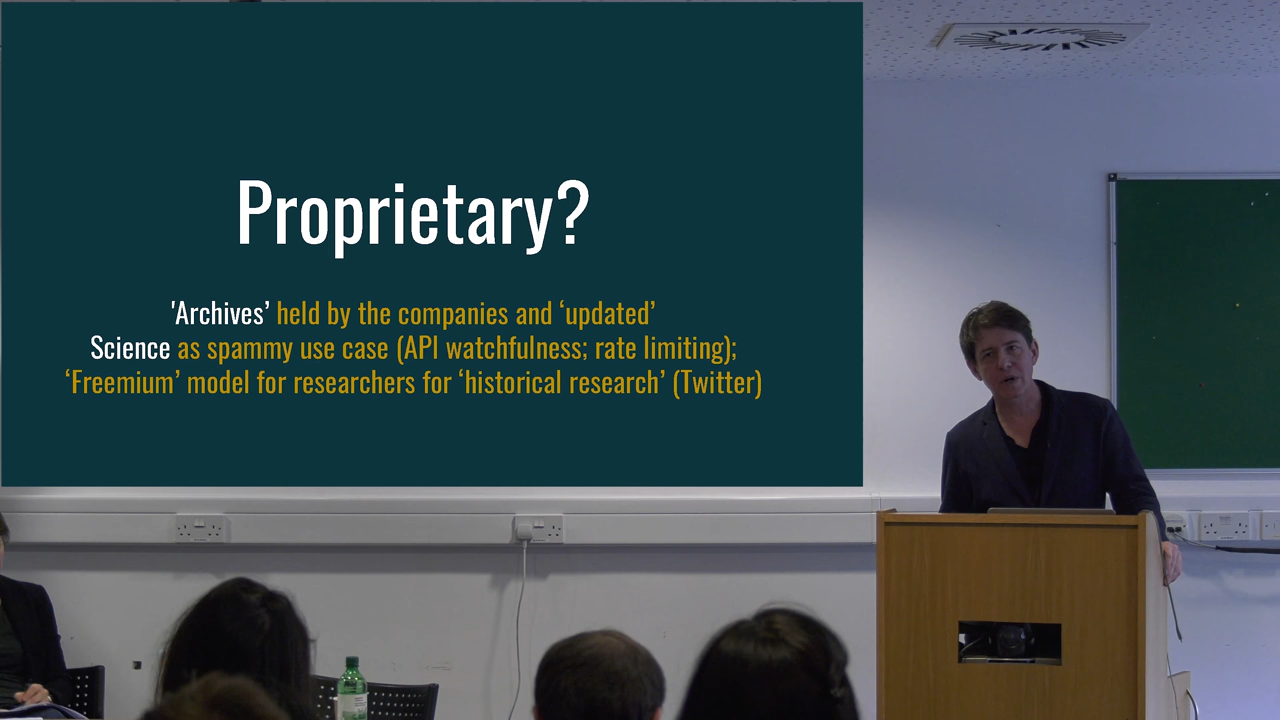 Proprietary?
'Archives’ held by the companies and ‘updated’
Science as spammy use case (API watchfulness; rate limiting);
‘Freemium’ model for researchers for ‘historical research’ (Twitter)